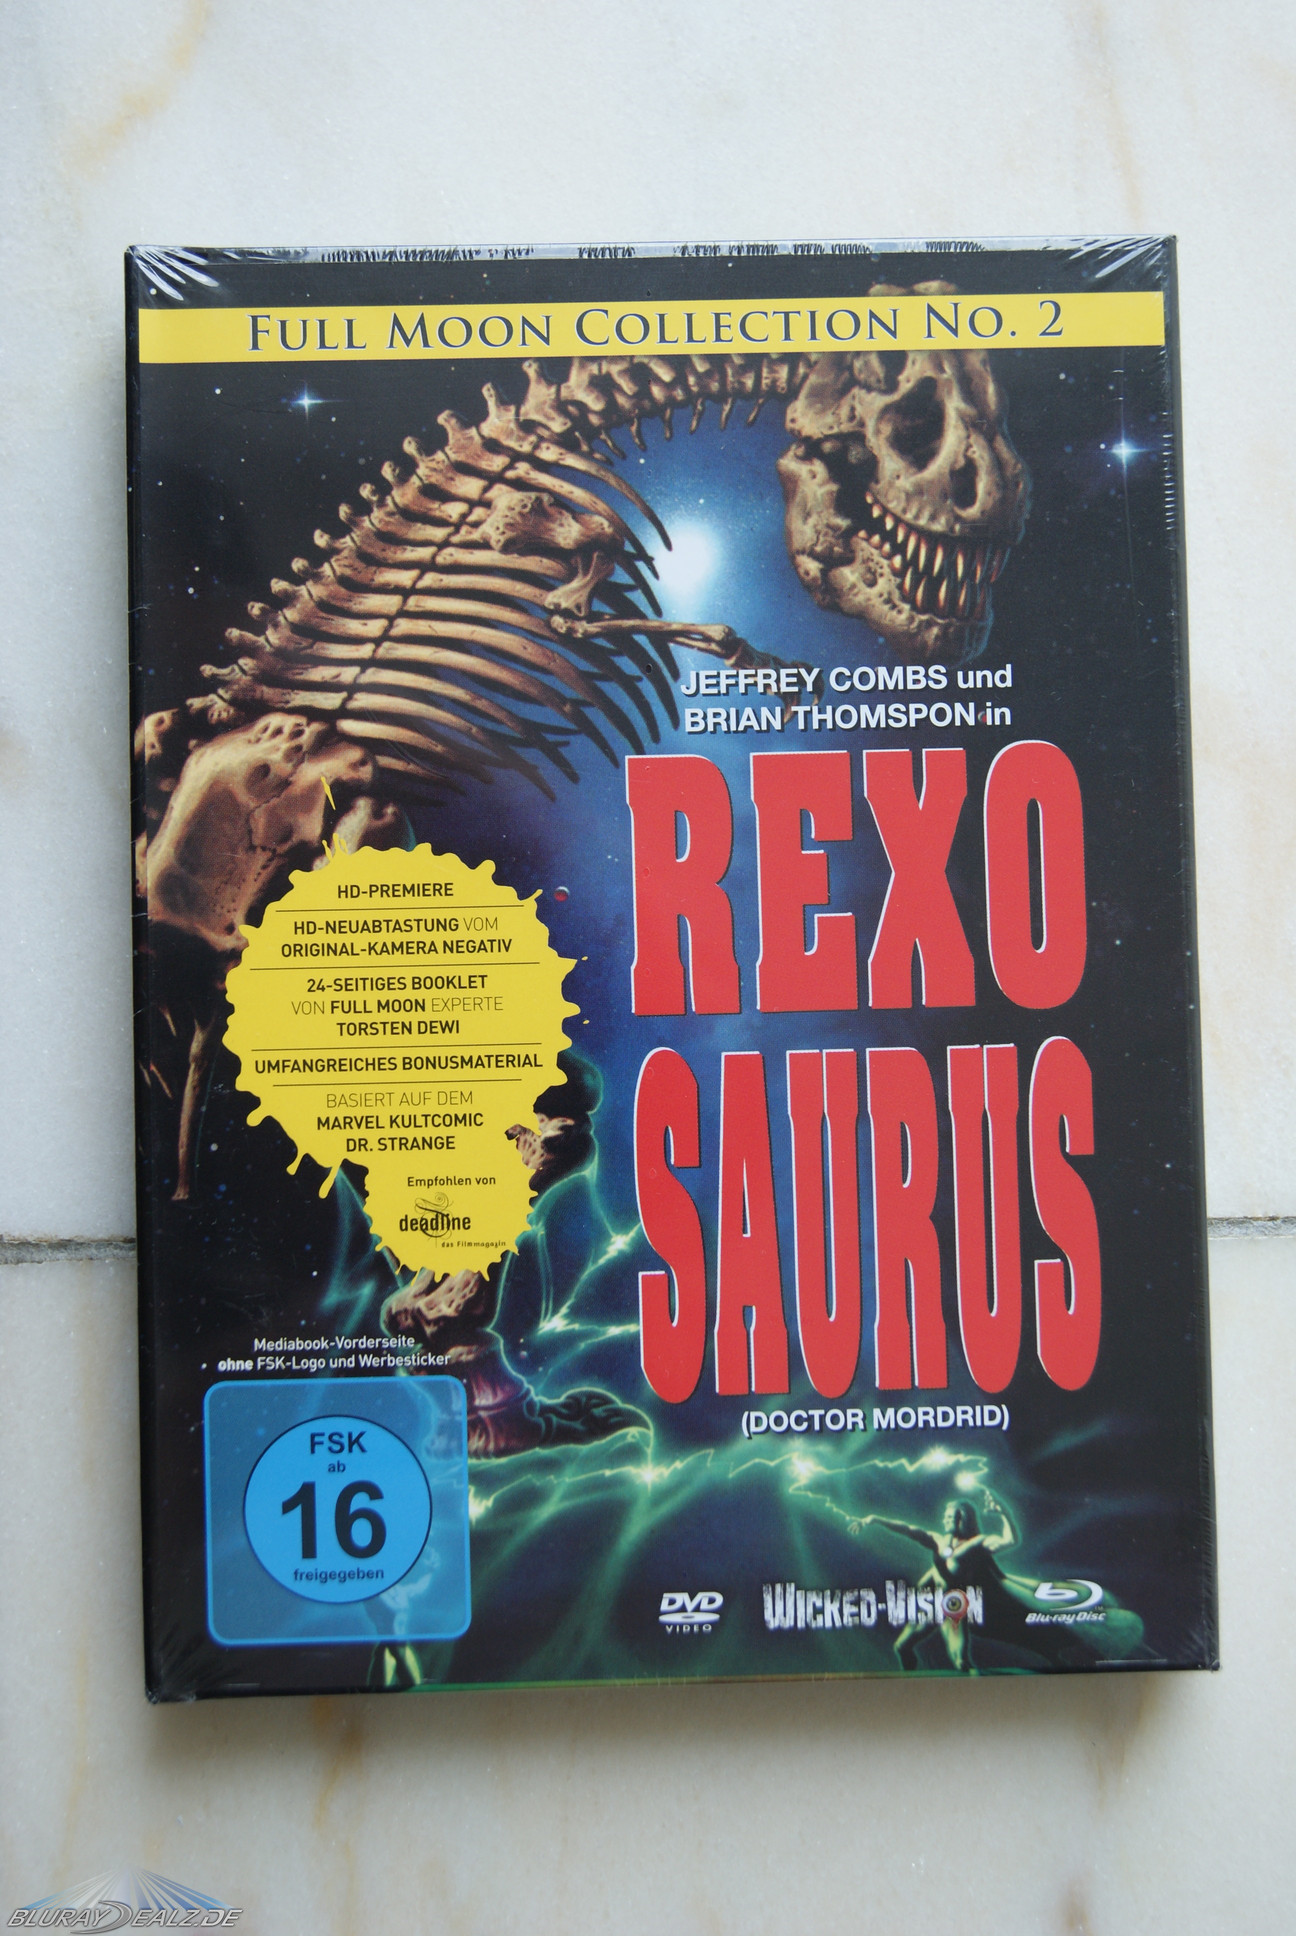 FULL MOON COLLECTION NO. 2
JEFFREY COMBS und
BRIAN THOMSPON in
REXO
SAURUS
(DOCTOR MORDRID)
HD-PREMIERE
HD-NEUABTASTUNG VOM
ORIGINAL-KAMERA NEGATIV
24-SEITIGES BOOKLET
VON FULL MOON EXPERTE
TORSTEN DEWI
UMFANGREICHES BONUSMATERIAL
BASIERT AUF DEM
MARVEL KULTCOMIC
DR. STRANGE
Empfohlen von
deadline
das Filmmagazin
Mediabook-Vorderseite
ohne FSK-Logo und Werbesticker
FSK
ab
16
freigegeben
DVD
VIDEO
WICKED-VISION
Blu-ray Disc
BLURAYDEALZ.DE